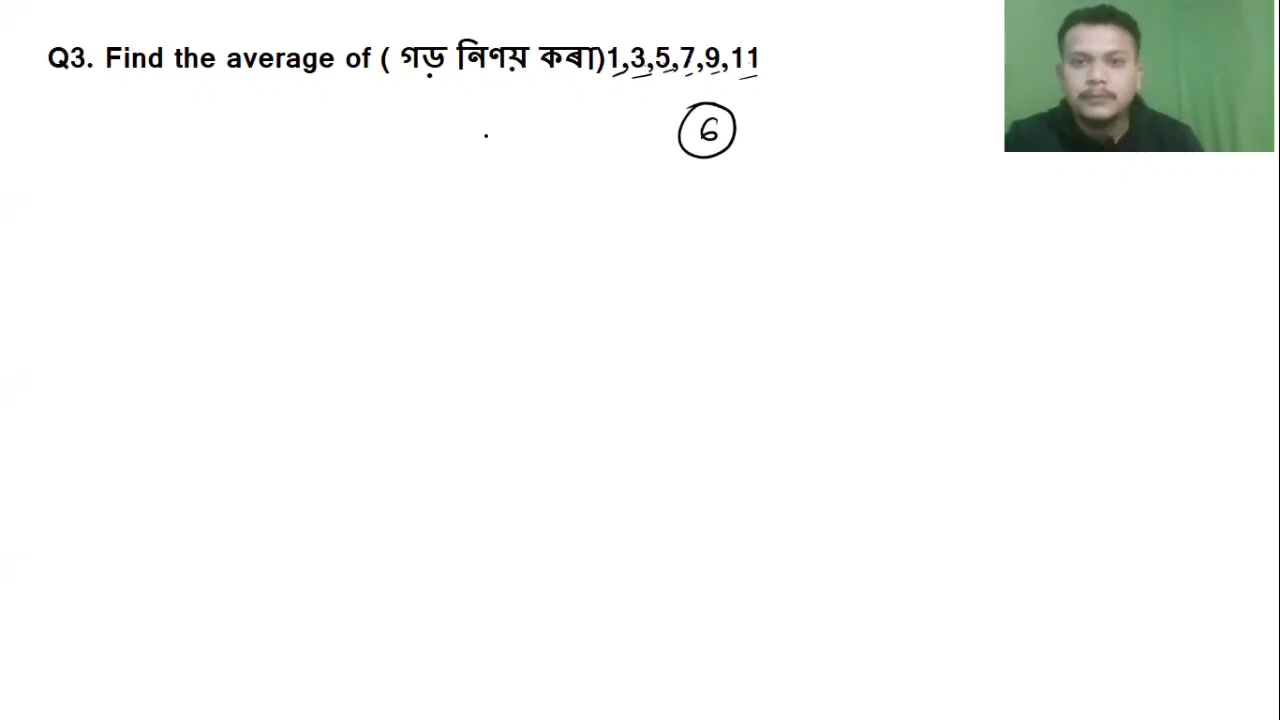 Q3. Find the average of ( গড় নিৰ্ণয় কৰা)1,3,5,7,9,11
6